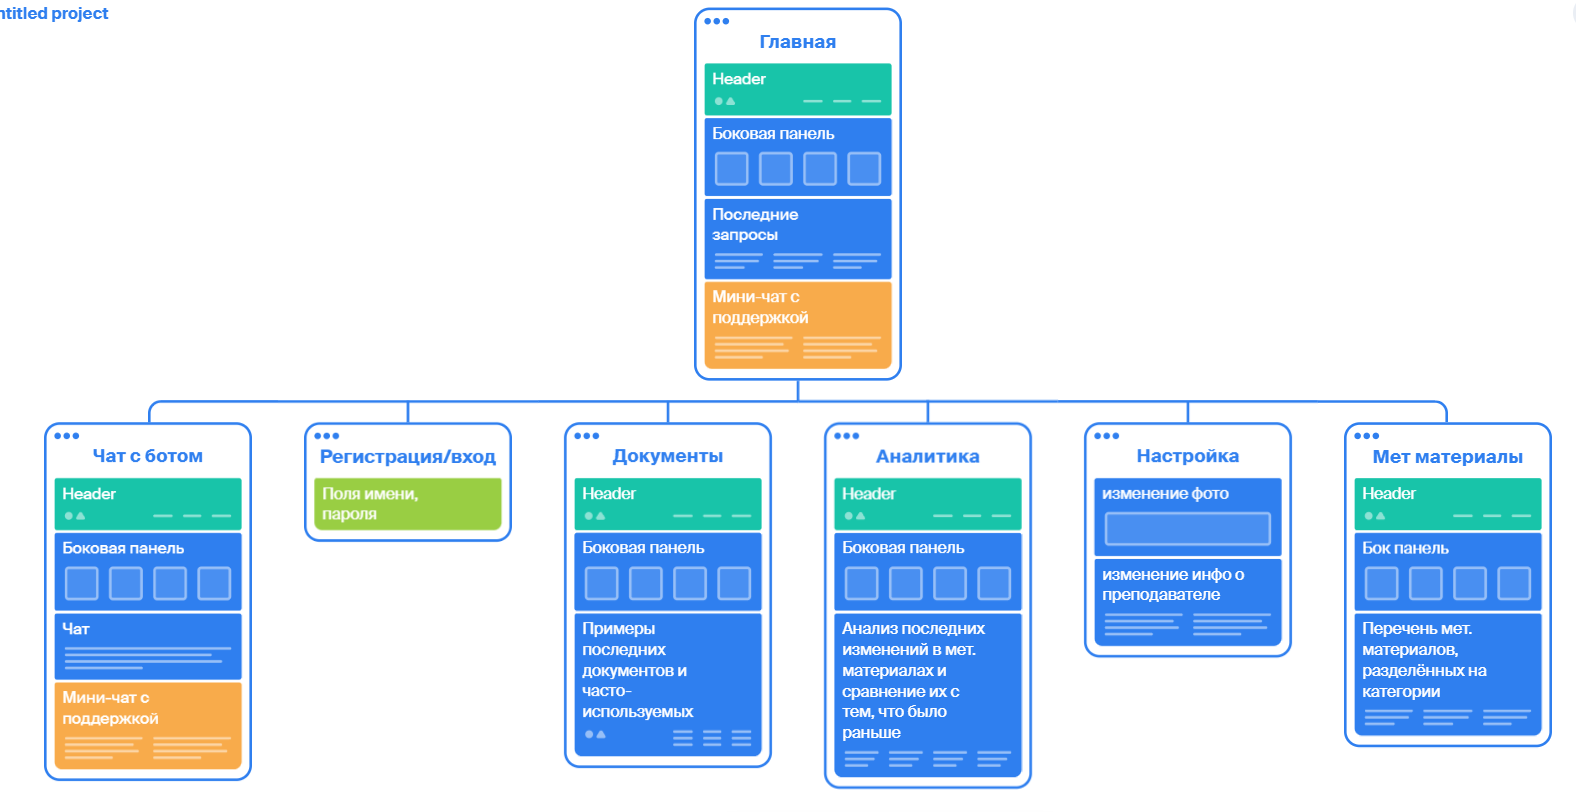 ntitled project
Главная
Header
Боковая панель
Последние
запросы
Мини-чат с
поддержкой
Чат с ботом
Header
Боковая панель
Чат
Мини-чат с
поддержкой
Регистрация/вход
Поля имени,
пароля
Документы
Header
Боковая панель
Примеры
последних
документов и
часто-
используемых
Аналитика
Header
Боковая панель
Анализ последних
изменений в мет.
материалах и
сравнение их с
тем, что было
раньше
Настройка
изменение фото
изменение инфо о
преподавателе
Мет материалы
Header
Бок панель
Перечень мет.
материалов,
разделённых на
категории